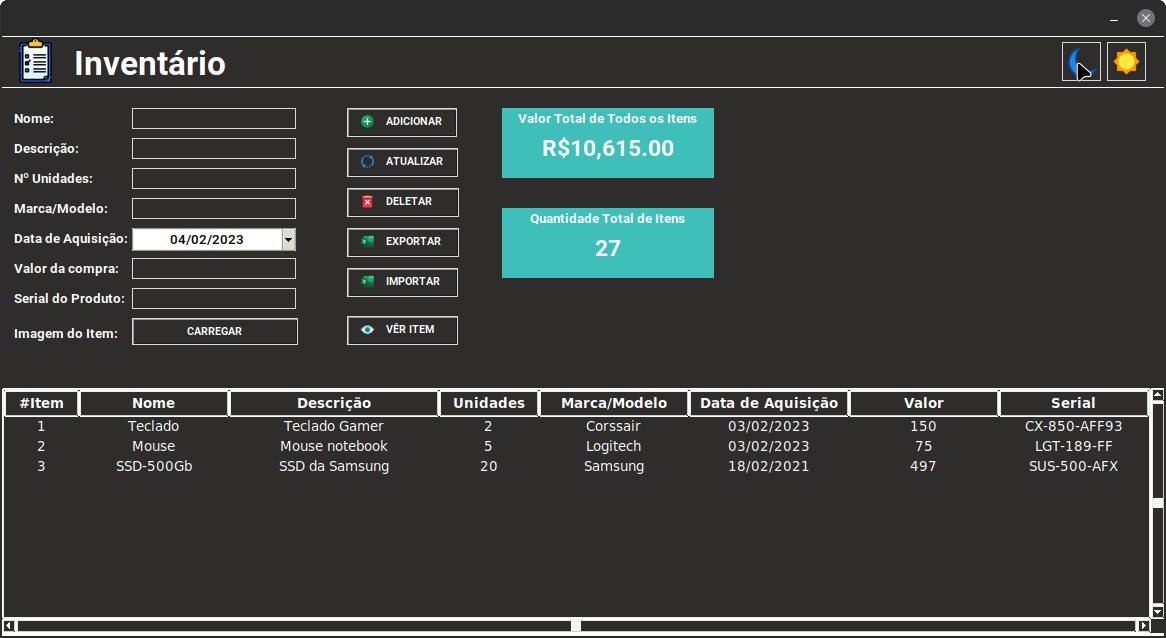 Inventário
Nome:
Descrição:
Nº Unidades:
Marca/Modelo:
Data de Aquisição: 04/02/2023
Valor da compra:
Serial do Produto:
Imagem do Item: CARREGAR
ADICIONAR
ATUALIZAR
DELETAR
EXPORTAR
IMPORTAR
VÊR ITEM
Valor Total de Todos os Itens
R$10,615.00
Quantidade Total de Itens
27
#Item Nome Descrição Unidades Marca/Modelo Data de Aquisição Valor Serial
1 Teclado Teclado Gamer 2 Corssair 03/02/2023 150 CX-850-AFF93
2 Mouse Mouse notebook 5 Logitech 03/02/2023 75 LGT-189-FF
3 SSD-500Gb SSD da Samsung 20 Samsung 18/02/2021 497 SUS-500-AFX